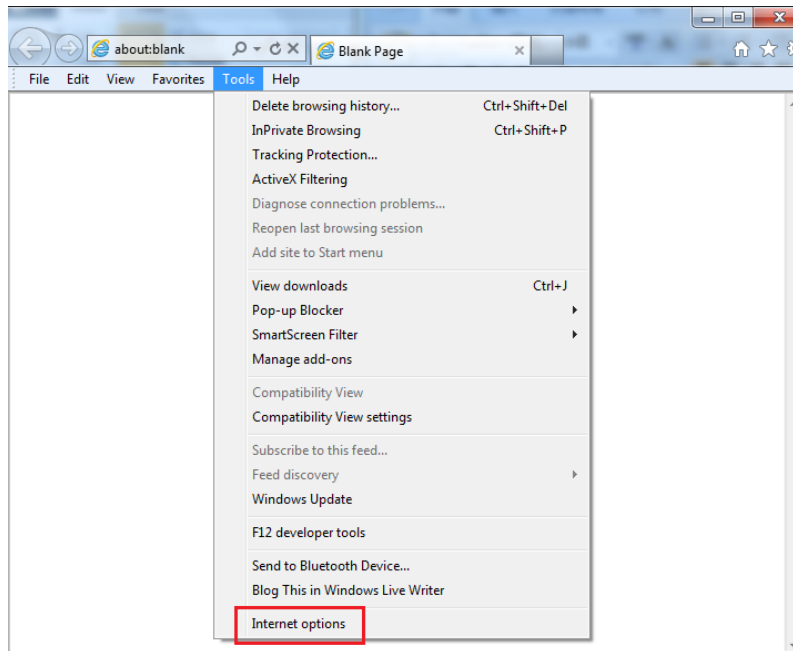 about:blank
Blank Page
File Edit View Favorites Tools Help
Delete browsing history... Ctrl+Shift+Del
InPrivate Browsing Ctrl+Shift+P
Tracking Protection...
ActiveX Filtering
Diagnose connection problems...
Reopen last browsing session
Add site to Start menu
View downloads Ctrl+J
Pop-up Blocker
SmartScreen Filter
Manage add-ons
Compatibility View
Compatibility View settings
Subscribe to this feed...
Feed discovery
Windows Update
F12 developer tools
Send to Bluetooth Device...
Blog This in Windows Live Writer
Internet options